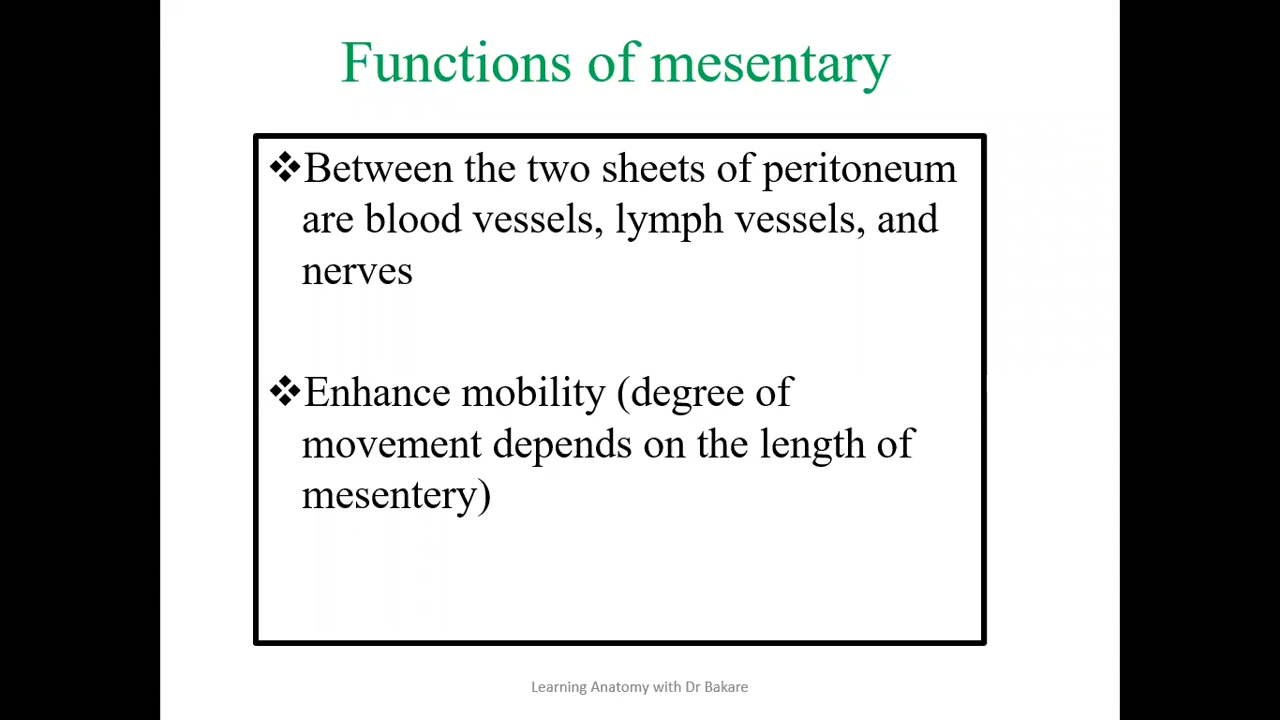 Functions of mesentary
❖Between the two sheets of peritoneum
are blood vessels, lymph vessels, and
nerves
❖Enhance mobility (degree of
movement depends on the length of
mesentery)
Learning Anatomy with Dr Bakare